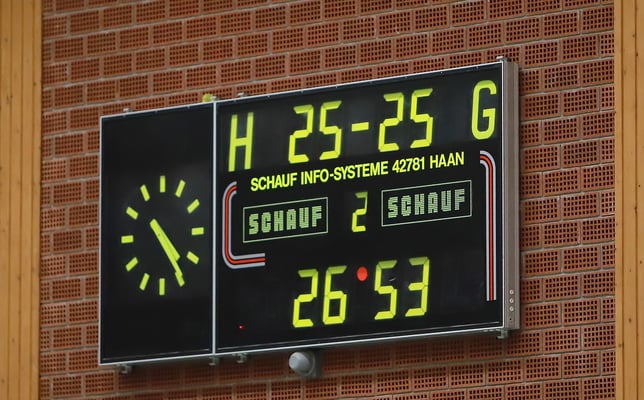 H 25-25 G
SCHAUF INFO-SYSTEME 42781 HAAN
SCHAUF 2 SCHAUF
26 53